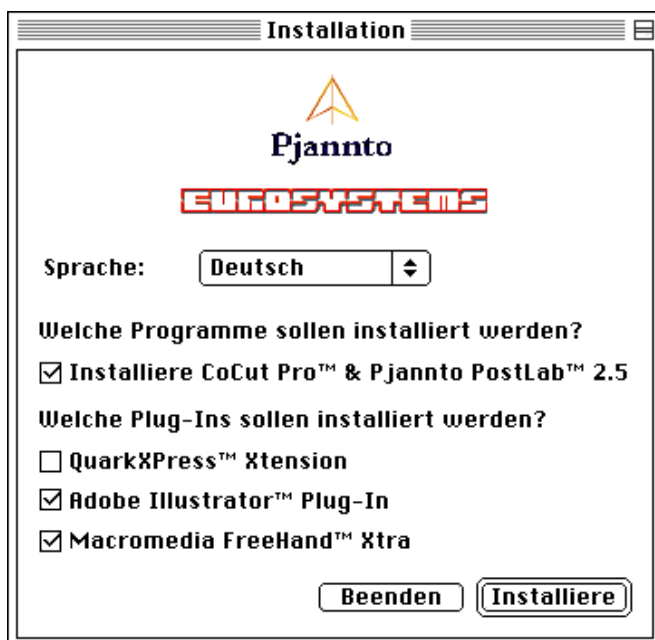 Installation
Pjannto
EUROSYSTEMS
Sprache: Deutsch
Welche Programme sollen installiert werden?
Installiere CoCut Pro™ & Pjannto PostLab™ 2.5
Welche Plug-Ins sollen installiert werden?
QuarkXPress™ Xtension
Adobe Illustrator™ Plug-In
Macromedia FreeHand™ Xtra
Beenden Installiere